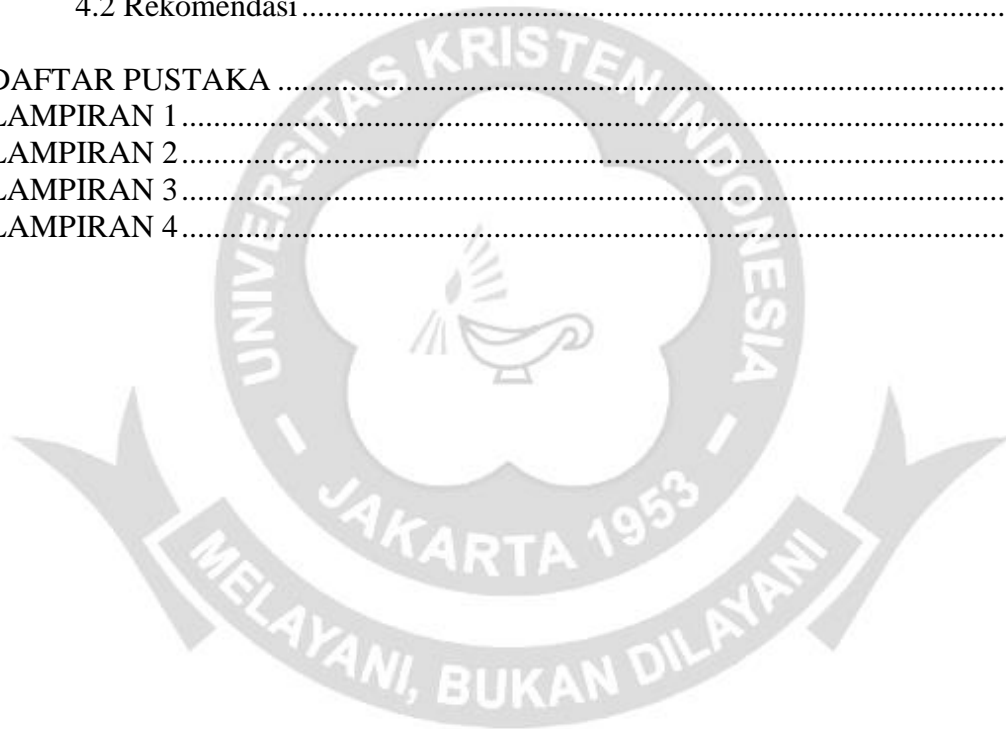 4.2 Rekomendasi ........................................................................................................
DAFTAR PUSTAKA ...........................................................................................
LAMPIRAN 1 .......................................................................................................
LAMPIRAN 2 .......................................................................................................
LAMPIRAN 3 .......................................................................................................
LAMPIRAN 4 .......................................................................................................
UNIVERSITAS KRISTEN INDONESIA
- JAKARTA 1953 -
MELAYANI, BUKAN DILAYANI